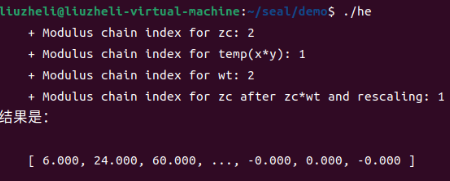 liuzheli@liuzheli-virtual-machine:~/seal/demo$ ./he
+ Modulus chain index for zc: 2
+ Modulus chain index for temp(x*y): 1
+ Modulus chain index for wt: 2
+ Modulus chain index for zc after zc*wt and rescaling: 1
结果是：
[ 6.000, 24.000, 60.000, ..., -0.000, 0.000, -0.000 ]